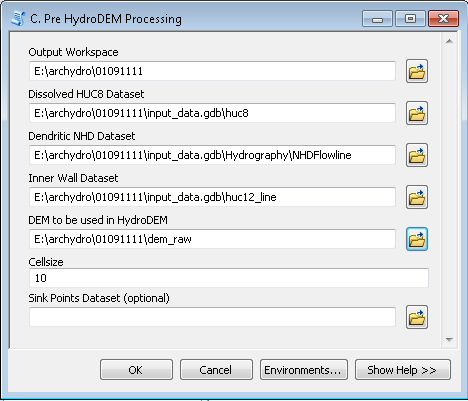 C. Pre HydroDEM Processing
Output Workspace
E:\archydro\01091111
Dissolved HUC8 Dataset
E:\archydro\01091111\input_data.gdb\huc8
Dendritic NHD Dataset
E:\archydro\01091111\input_data.gdb\Hydrography\NHDFlowline
Inner Wall Dataset
E:\archydro\01091111\input_data.gdb\huc12_line
DEM to be used in HydroDEM
E:\archydro\01091111\dem_raw
Cellsize
10
Sink Points Dataset (optional)
OK Cancel Environments... Show Help >>